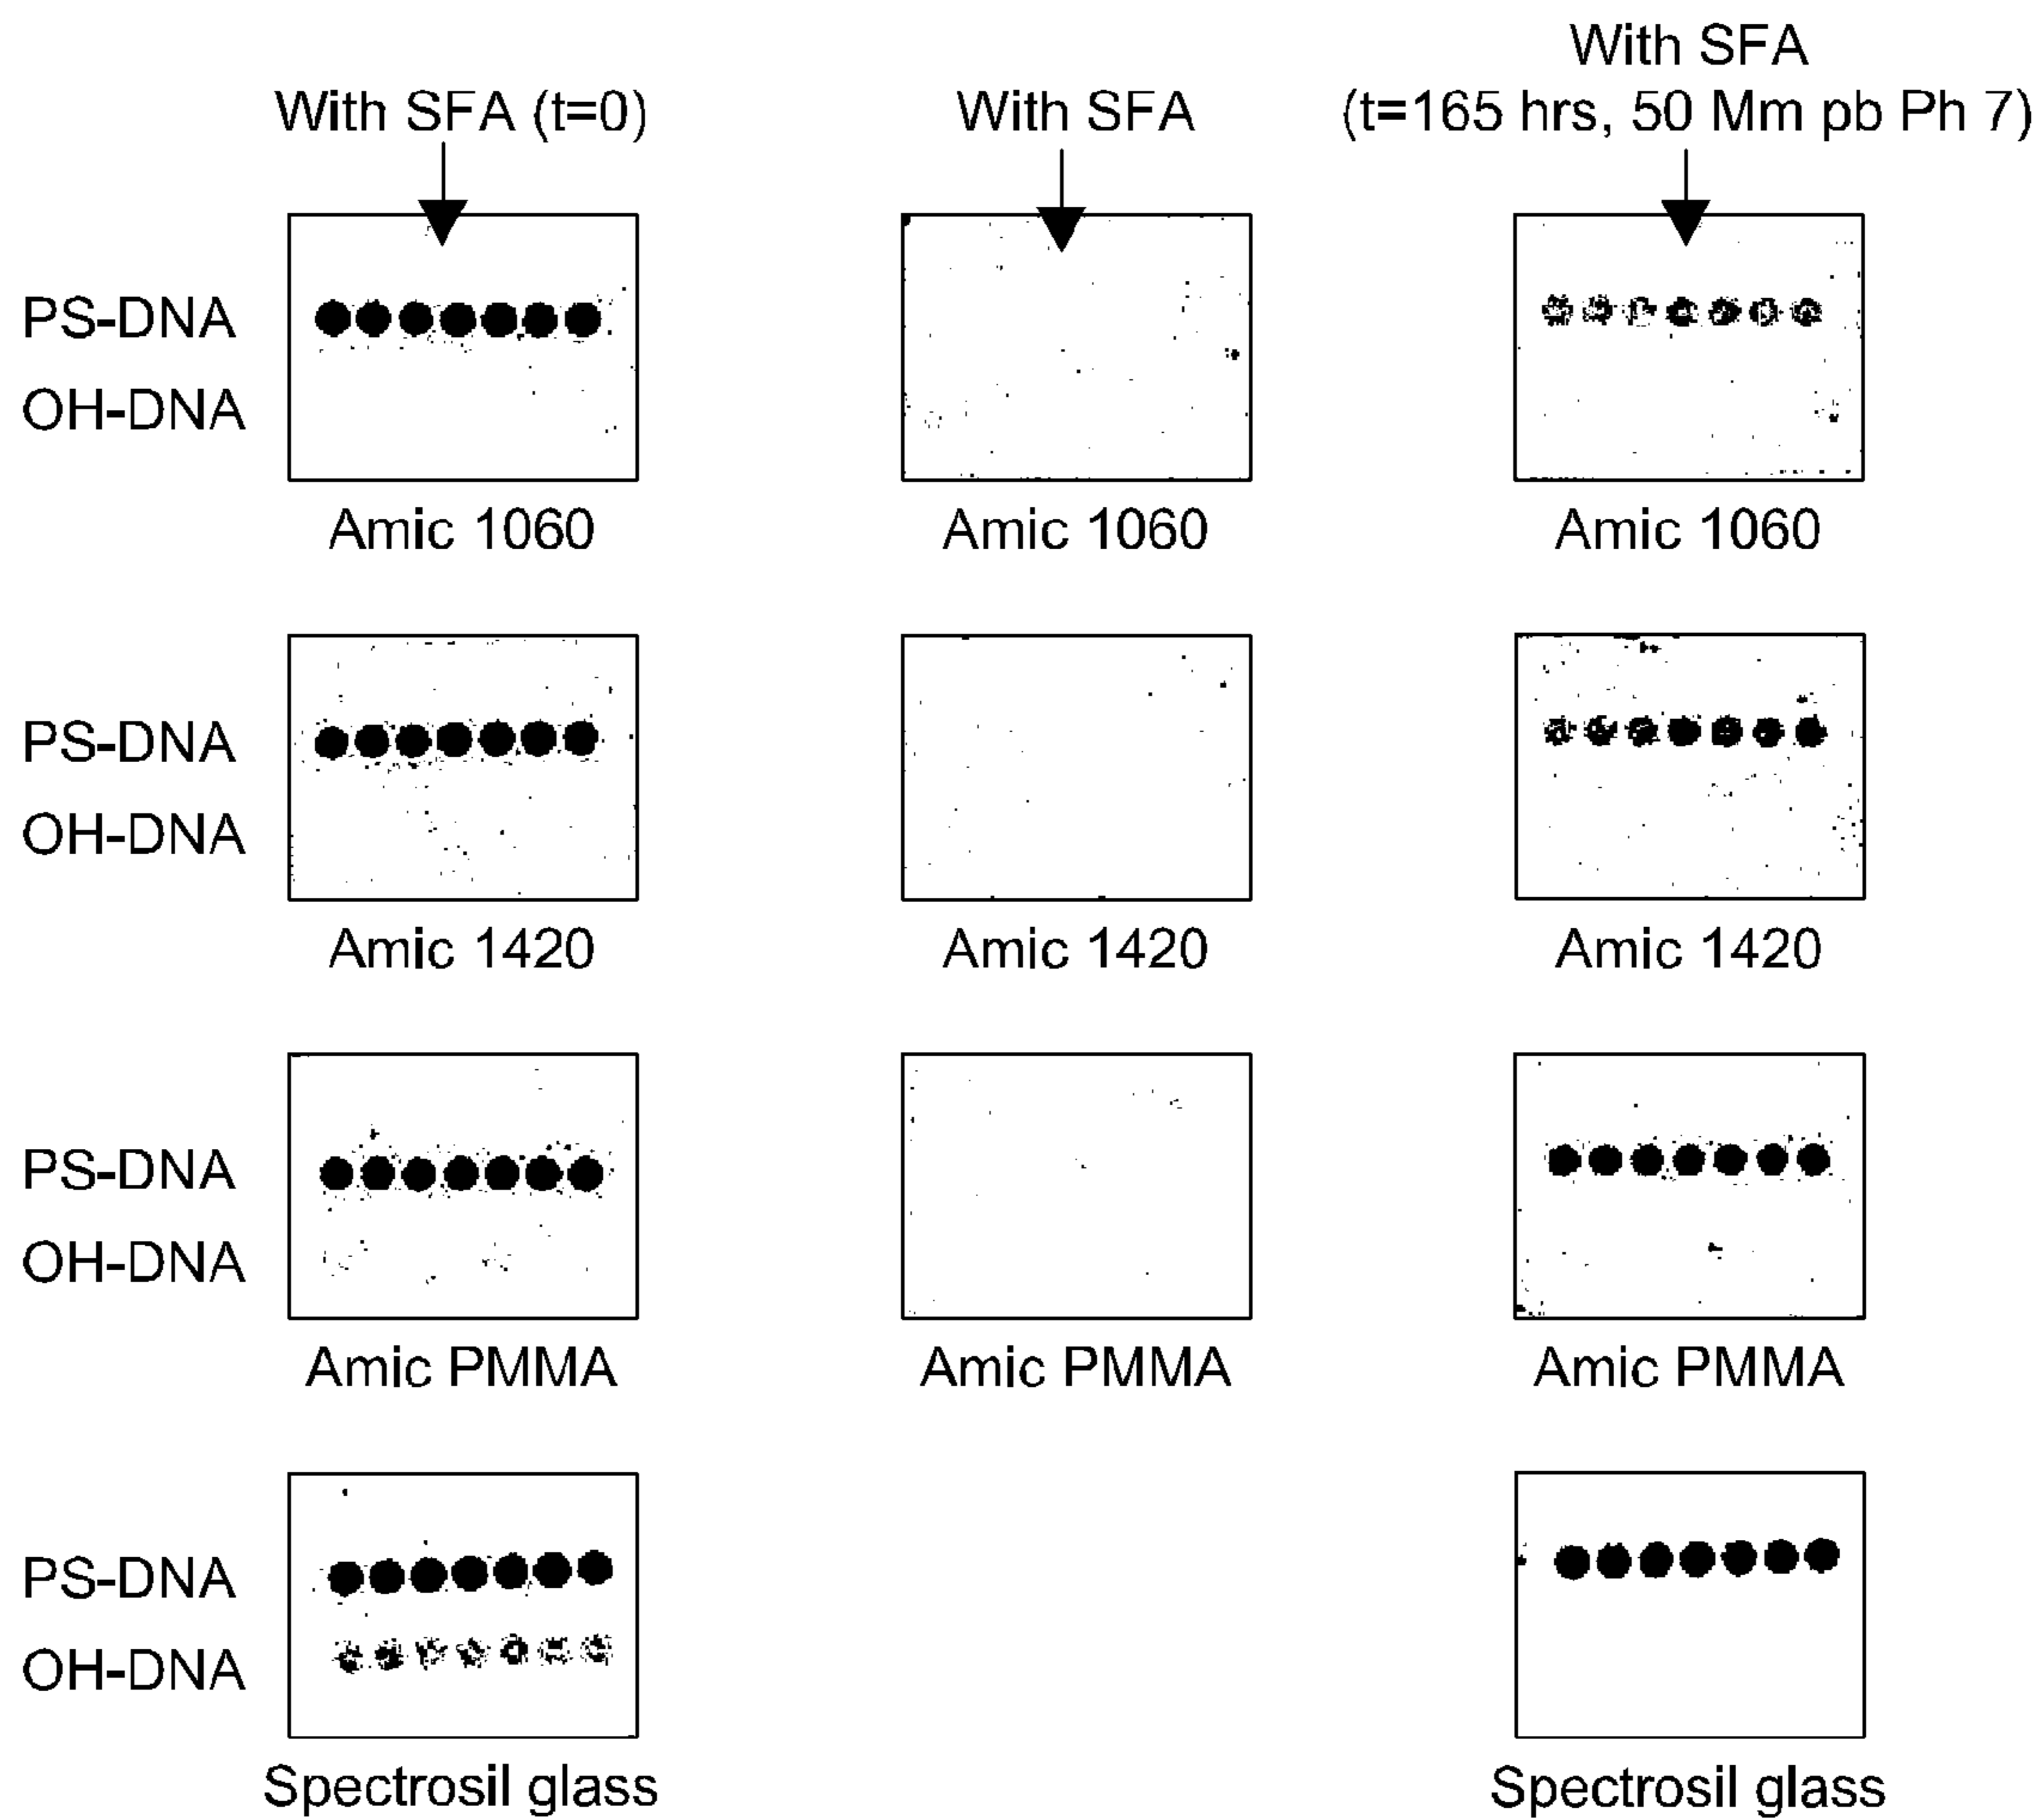 With SFA (t=0)
With SFA
With SFA
(t=165 hrs, 50 Mm pb Ph 7)
PS-DNA
OH-DNA
Amic 1060
Amic 1060
Amic 1060
PS-DNA
OH-DNA
Amic 1420
Amic 1420
Amic 1420
PS-DNA
OH-DNA
Amic PMMA
Amic PMMA
Amic PMMA
PS-DNA
OH-DNA
Spectrosil glass
Spectrosil glass